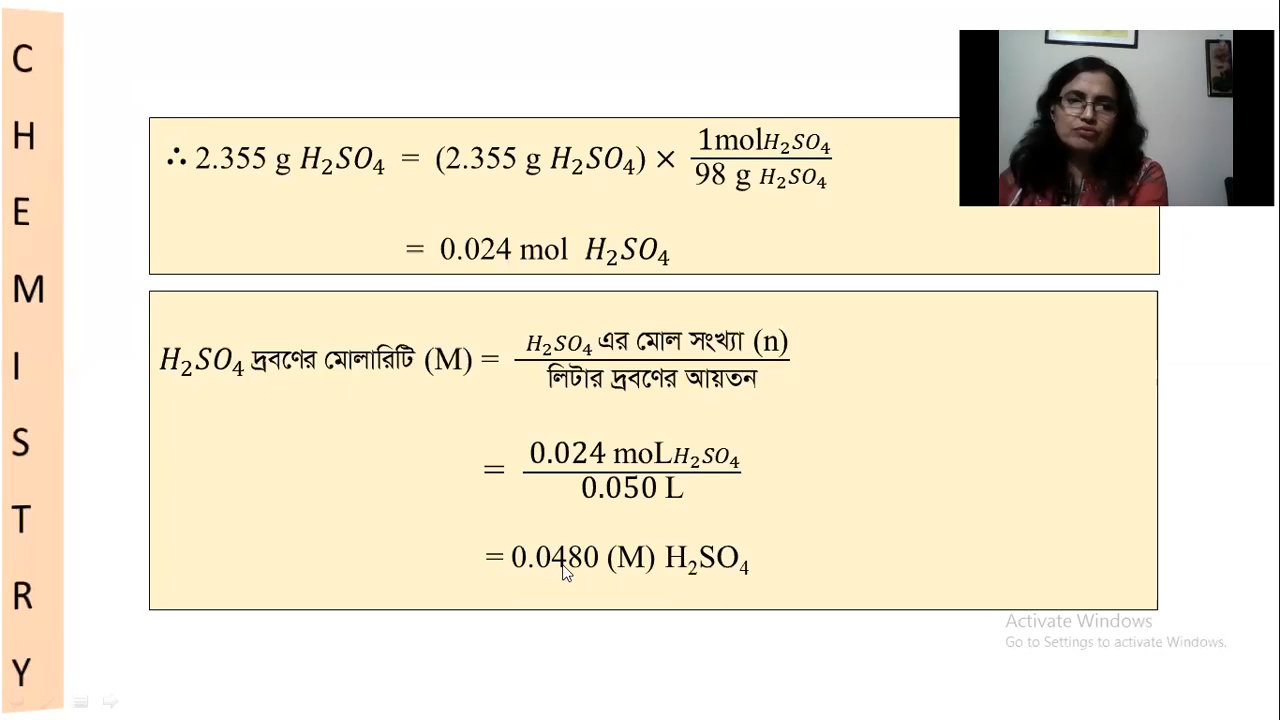 C
H
E
M
I
S
T
R
Y
∴ 2.355 g H₂SO₄ = (2.355 g H₂SO₄) × 1molH₂SO₄ / 98 g H₂SO₄
= 0.024 mol H₂SO₄
H₂SO₄ দ্রবণের মোলারিটি (M) = H₂SO₄ এর মোল সংখ্যা (n) / লিটার দ্রবণের আয়তন
= 0.024 moLH₂SO₄ / 0.050 L
= 0.0480 (M) H₂SO₄
Activate Windows
Go to Settings to activate Windows.